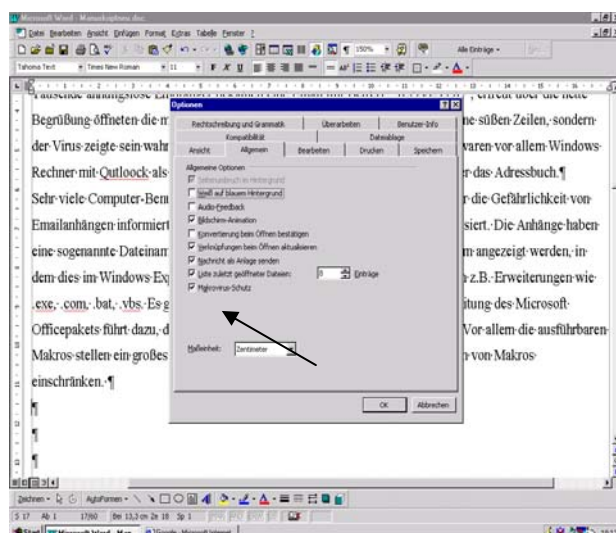 Microsoft Word - Manuskriptneu.doc
Datei Bearbeiten Ansicht Einfügen Format Extras Tabelle Fenster ?
150%
Alle Einträge
Tahoma Text Times New Roman 11 F K U
Tausende
Begrüßung öffneten die ne süßen Zeilen, sondern
der Virus zeigte sein wahr waren vor allem Windows
Rechner mit Qutloock als r das Adressbuch.¶
Sehr viele Computer-Ben r die Gefährlichkeit von
Emailanhängen informiert siert. Die Anhänge haben
eine sogenannte Dateinam m angezeigt werden, in
dem dies im Windows Ex z.B. Erweiterungen wie
.exe, .com, .bat, .vbs. Es itung des Microsoft
Officepakets führt dazu, d Vor allem die ausführbaren
Makros stellen ein großes n von Makros
einschränken. ¶
¶
¶
¶
Optionen
Rechtschreibung und Grammatik Überarbeiten Benutzer-Info
Kompatibilität Dateiablage
Ansicht Allgemein Bearbeiten Drucken Speichern
Allgemeine Optionen
Seitenumbruch im Hintergrund
Weiß auf blauem Hintergrund
Audio-Feedback
Bildschirm-Animation
Konvertierung beim Öffnen bestätigen
Verknüpfungen beim Öffnen aktualisieren
Nachricht als Anlage senden
Liste zuletzt geöffneter Dateien: Einträge
Makrovirus-Schutz
Maßeinheit: Zentimeter
OK Abbrechen
Zeichnen AutoFormen
S 17 Ab 1 17/60 Bei 13,3 cm Ze 18 Sp 1
Start Microsoft Word - Man